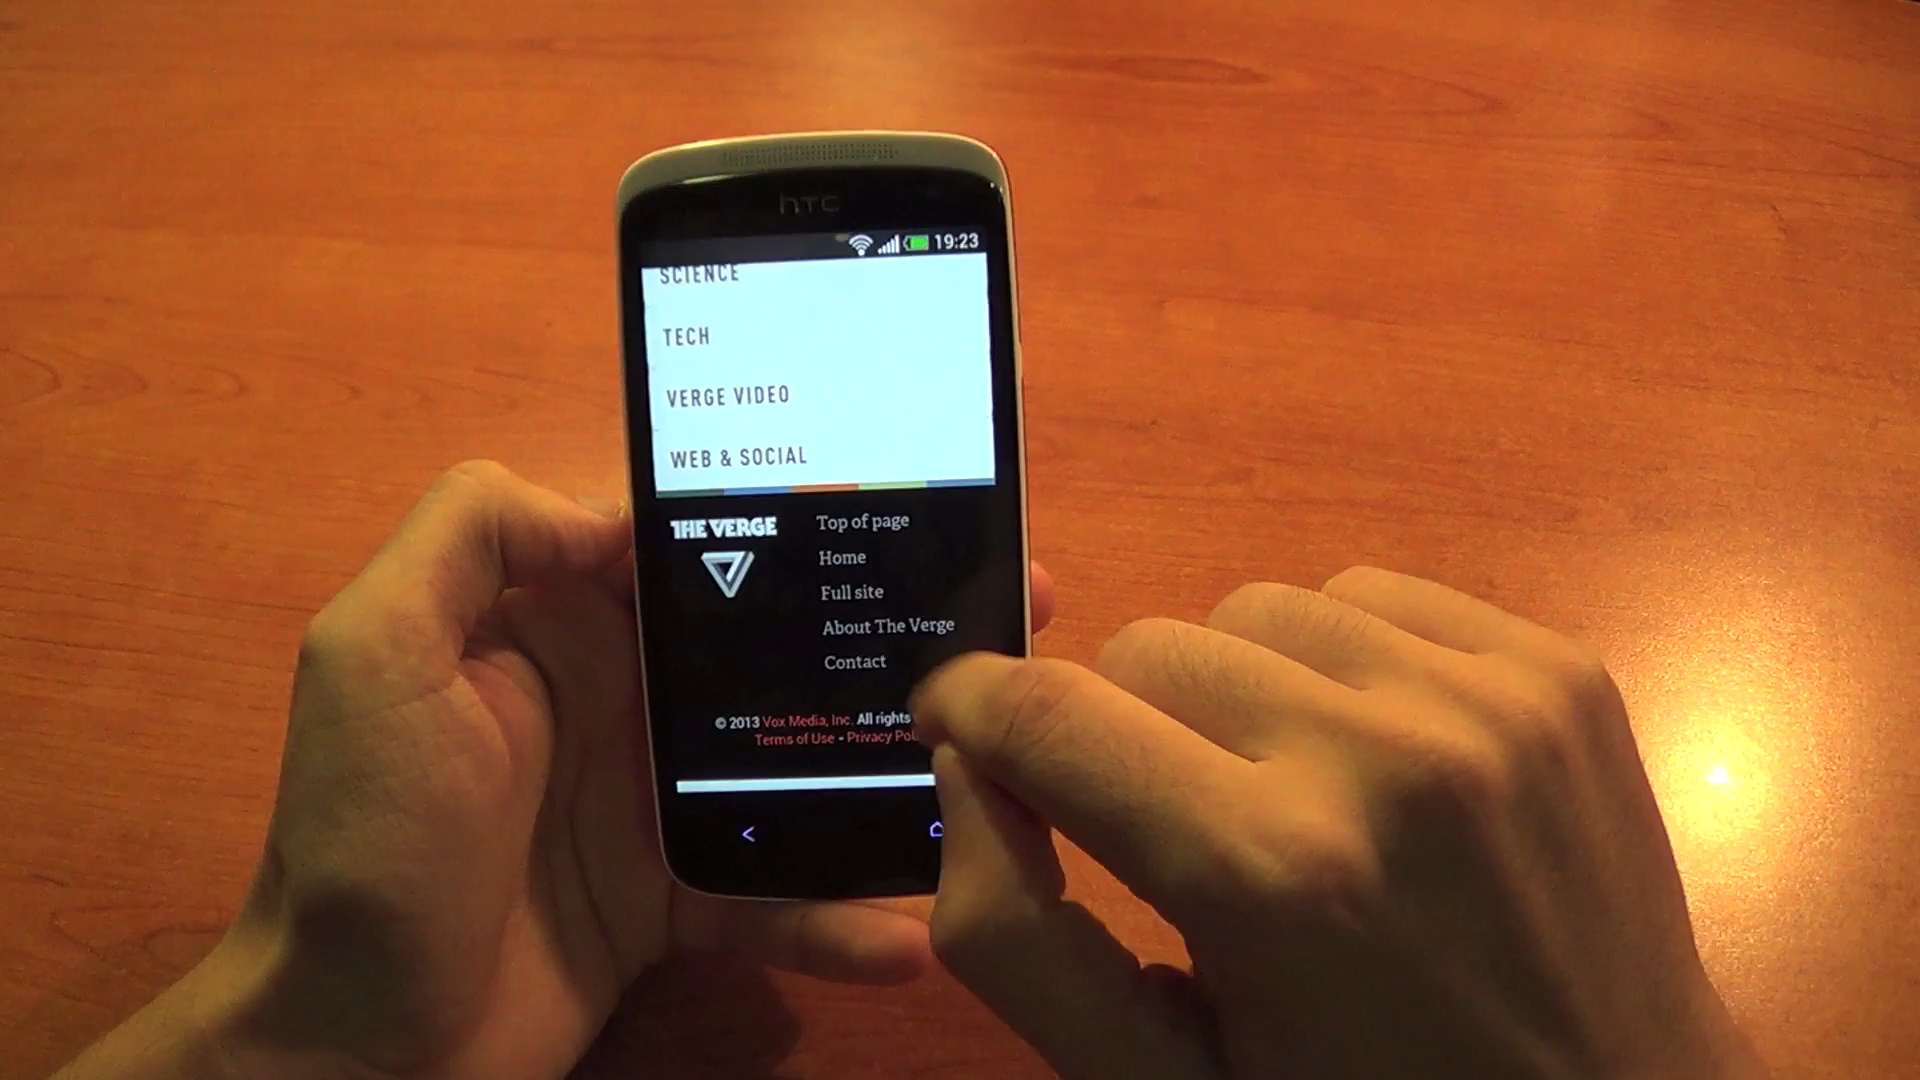 hTC
19:23
SCIENCE
TECH
VERGE VIDEO
WEB & SOCIAL
THE VERGE
Top of page
Home
Full site
About The Verge
Contact
© 2013 Vox Media, Inc. All rights
Terms of Use • Privacy